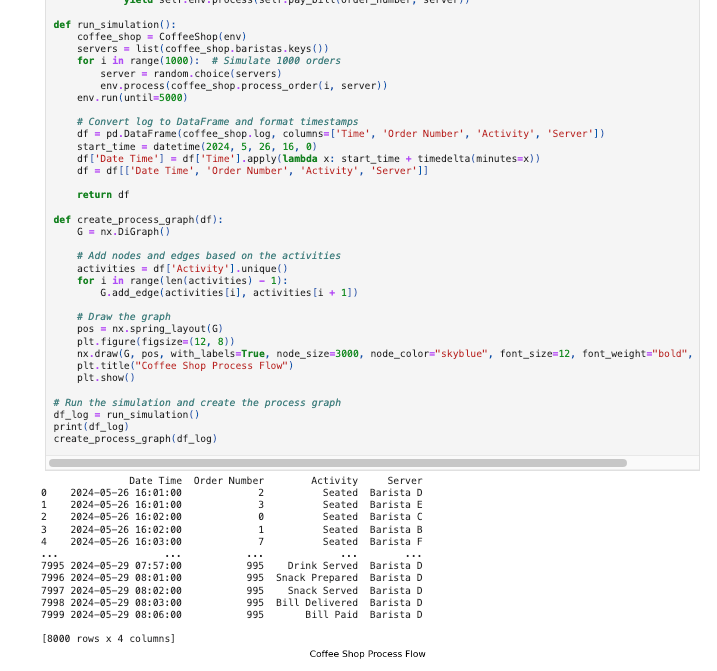 yield self.env.process(self.pay_bill(order_number, server))
def run_simulation():
    coffee_shop = CoffeeShop(env)
    servers = list(coffee_shop.baristas.keys())
    for i in range(1000):  # Simulate 1000 orders
        server = random.choice(servers)
        env.process(coffee_shop.process_order(i, server))
    env.run(until=5000)
    # Convert log to DataFrame and format timestamps
    df = pd.DataFrame(coffee_shop.log, columns=['Time', 'Order Number', 'Activity', 'Server'])
    start_time = datetime(2024, 5, 26, 16, 0)
    df['Date Time'] = df['Time'].apply(lambda x: start_time + timedelta(minutes=x))
    df = df[['Date Time', 'Order Number', 'Activity', 'Server']]
    return df
def create_process_graph(df):
    G = nx.DiGraph()
    # Add nodes and edges based on the activities
    activities = df['Activity'].unique()
    for i in range(len(activities) - 1):
        G.add_edge(activities[i], activities[i + 1])
    # Draw the graph
    pos = nx.spring_layout(G)
    plt.figure(figsize=(12, 8))
    nx.draw(G, pos, with_labels=True, node_size=3000, node_color="skyblue", font_size=12, font_weight="bold",
    plt.title("Coffee Shop Process Flow")
    plt.show()
# Run the simulation and create the process graph
df_log = run_simulation()
print(df_log)
create_process_graph(df_log)
Date Time  Order Number  Activity  Server
0    2024-05-26 16:01:00    2    Seated  Barista D
1    2024-05-26 16:01:00    3    Seated  Barista E
2    2024-05-26 16:02:00    0    Seated  Barista C
3    2024-05-26 16:02:00    1    Seated  Barista B
4    2024-05-26 16:03:00    7    Seated  Barista F
...    ...    ...    ...    ...
7995 2024-05-29 07:57:00    995    Drink Served  Barista D
7996 2024-05-29 08:01:00    995    Snack Prepared  Barista D
7997 2024-05-29 08:02:00    995    Snack Served  Barista D
7998 2024-05-29 08:03:00    995    Bill Delivered  Barista D
7999 2024-05-29 08:06:00    995    Bill Paid  Barista D
[8000 rows x 4 columns]
Coffee Shop Process Flow